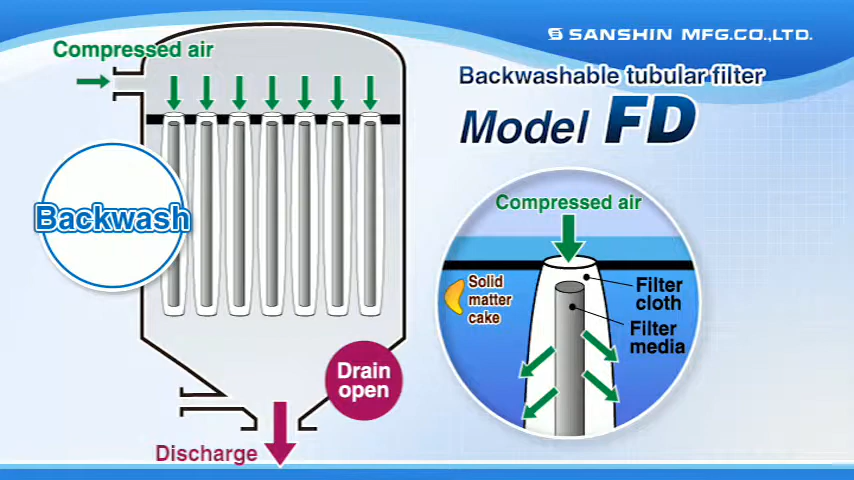 SANSHIN MFG.CO.,LTD.
Compressed air
Backwashable tubular filter
Model FD
Backwash
Compressed air
Solid
matter
cake
Filter
cloth
Filter
media
Drain
open
Discharge